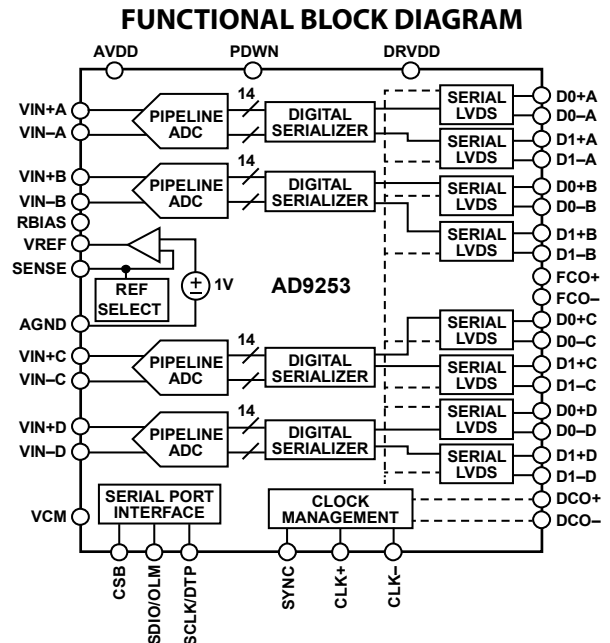 FUNCTIONAL BLOCK DIAGRAM
AVDD
PDWN
DRVDD
VIN+A
VIN–A
PIPELINE
ADC
14
DIGITAL
SERIALIZER
SERIAL
LVDS
D0+A
D0–A
SERIAL
LVDS
D1+A
D1–A
VIN+B
VIN–B
PIPELINE
ADC
14
DIGITAL
SERIALIZER
SERIAL
LVDS
D0+B
D0–B
SERIAL
LVDS
D1+B
D1–B
RBIAS
VREF
SENSE
REF
SELECT
+
–
1V
AGND
AD9253
FCO+
FCO–
VIN+C
VIN–C
PIPELINE
ADC
14
DIGITAL
SERIALIZER
SERIAL
LVDS
D0+C
D0–C
SERIAL
LVDS
D1+C
D1–C
VIN+D
VIN–D
PIPELINE
ADC
14
DIGITAL
SERIALIZER
SERIAL
LVDS
D0+D
D0–D
SERIAL
LVDS
D1+D
D1–D
VCM
SERIAL PORT
INTERFACE
CLOCK
MANAGEMENT
DCO+
DCO–
CSB
SDIO/OLM
SCLK/DTP
SYNC
CLK+
CLK–